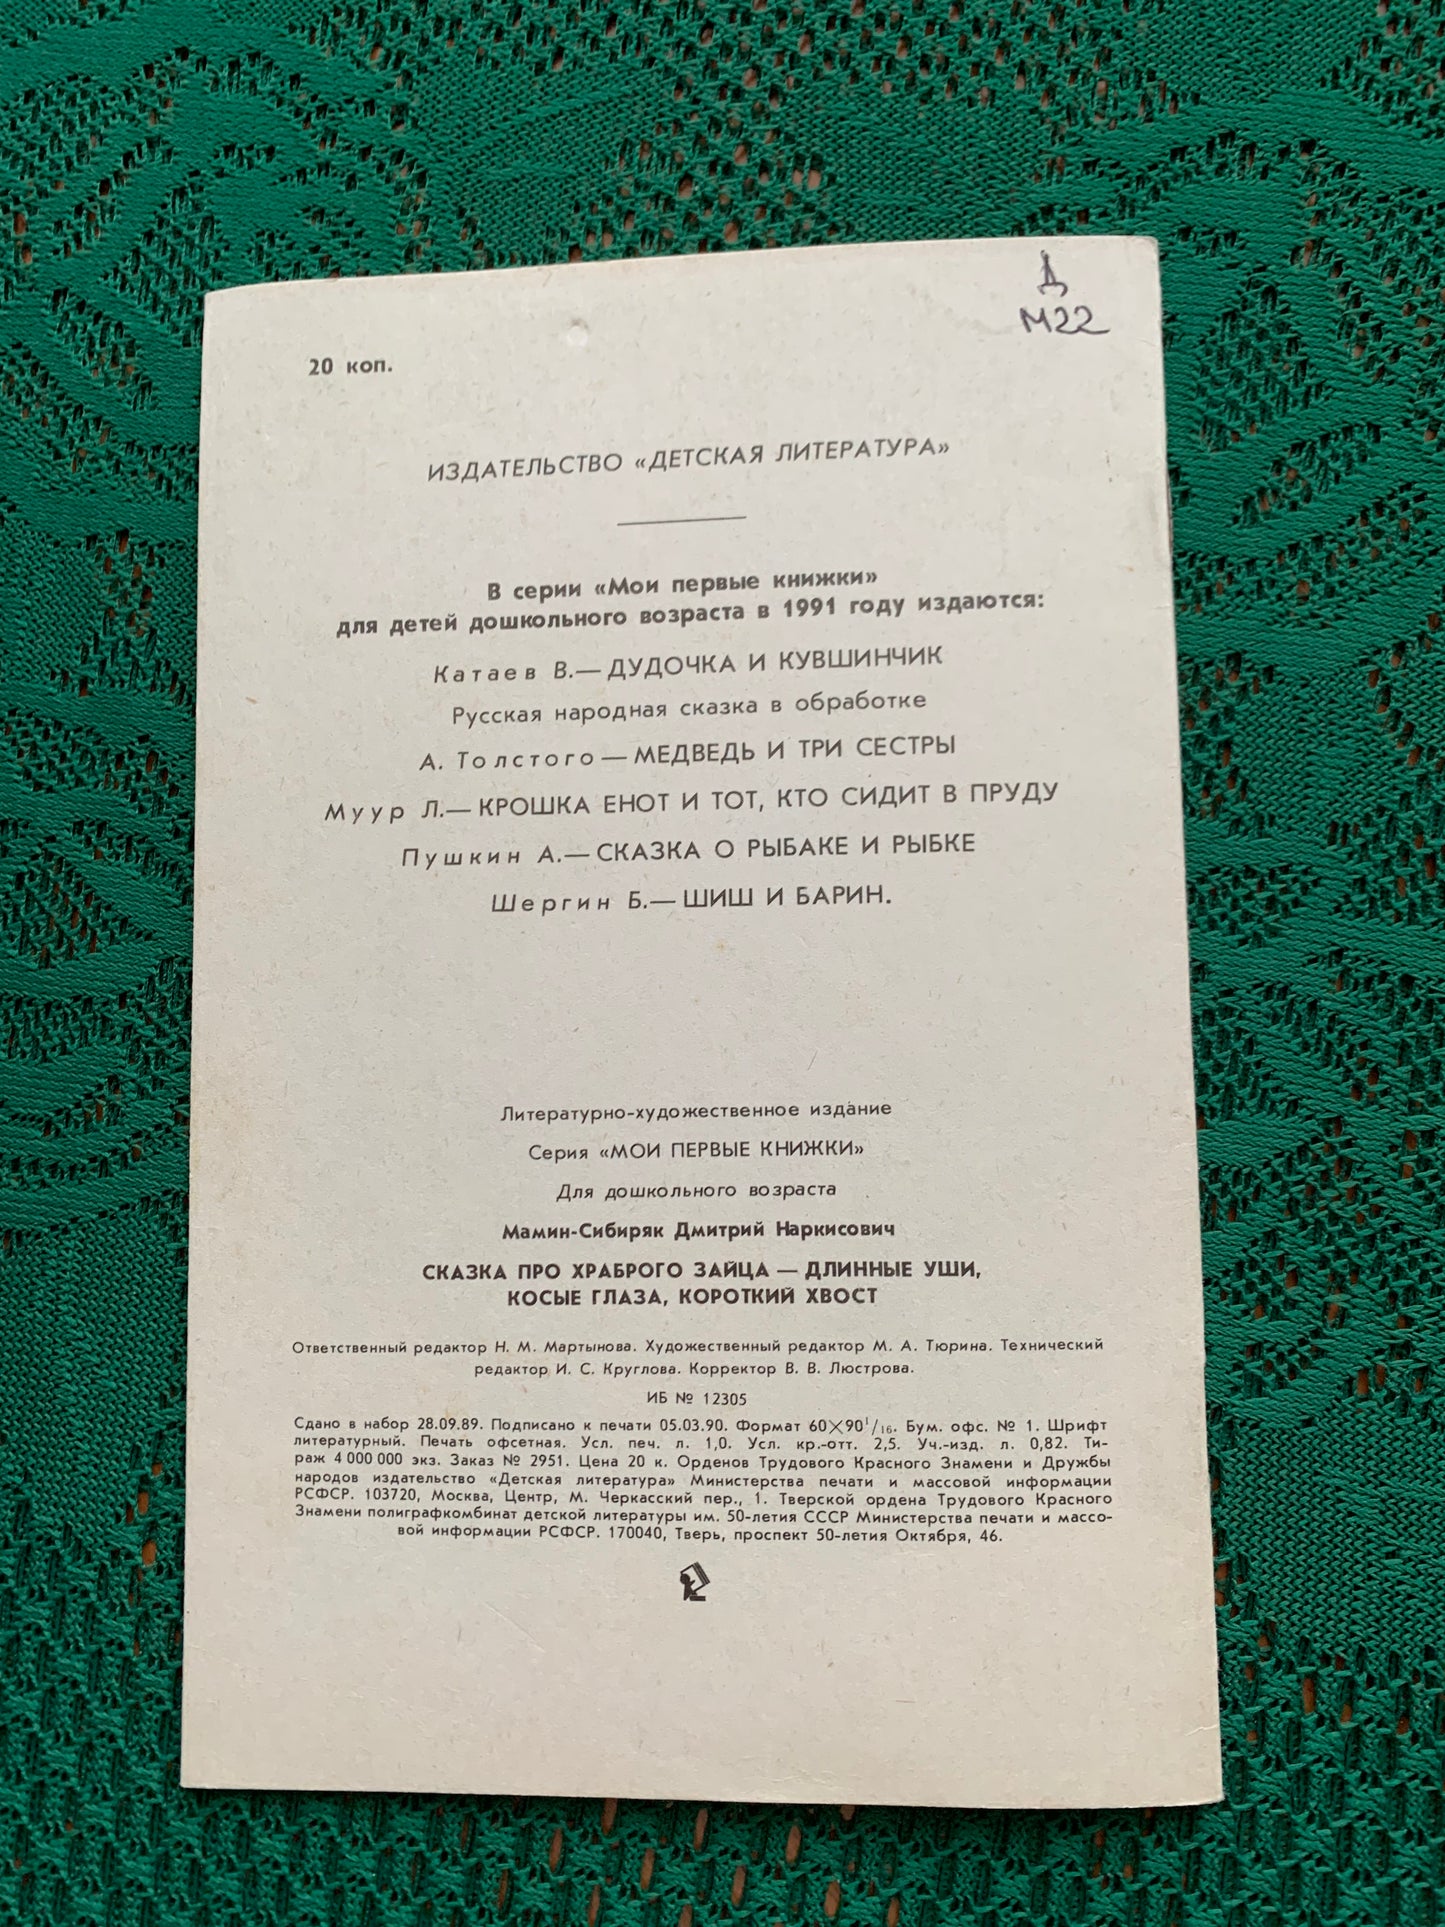 Д
М22
20 коп.
ИЗДАТЕЛЬСТВО «ДЕТСКАЯ ЛИТЕРАТУРА»
В серии «Мои первые книжки»
для детей дошкольного возраста в 1991 году издаются:
Катаев В.— ДУДОЧКА И КУВШИНЧИК
Русская народная сказка в обработке
А. Толстого — МЕДВЕДЬ И ТРИ СЕСТРЫ
Муур Л.— КРОШКА ЕНОТ И ТОТ, КТО СИДИТ В ПРУДУ
Пушкин А.— СКАЗКА О РЫБАКЕ И РЫБКЕ
Шергин Б.— ШИШ И БАРИН.
Литературно-художественное издание
Серия «МОИ ПЕРВЫЕ КНИЖКИ»
Для дошкольного возраста
Мамин-Сибиряк Дмитрий Наркисович
СКАЗКА ПРО ХРАБРОГО ЗАЙЦА — ДЛИННЫЕ УШИ,
КОСЫЕ ГЛАЗА, КОРОТКИЙ ХВОСТ
Ответственный редактор Н. М. Мартынова. Художественный редактор М. А. Тюрина. Технический
редактор И. С. Круглова. Корректор В. В. Люстрова.
ИБ № 12305
Сдано в набор 28.09.89. Подписано к печати 05.03.90. Формат 60×90¹/₁₆. Бум. офс. № 1. Шрифт
литературный. Печать офсетная. Усл. печ. л. 1,0. Усл. кр.-отт. 2,5. Уч.-изд. л. 0,82. Ти-
раж 4 000 000 экз. Заказ № 2951. Цена 20 к. Орденов Трудового Красного Знамени и Дружбы
народов издательство «Детская литература» Министерства печати и массовой информации
РСФСР. 103720, Москва, Центр, М. Черкасский пер., 1. Тверской ордена Трудового Красного
Знамени полиграфкомбинат детской литературы им. 50-летия СССР Министерства печати и массо-
вой информации РСФСР. 170040, Тверь, проспект 50-летия Октября, 46.